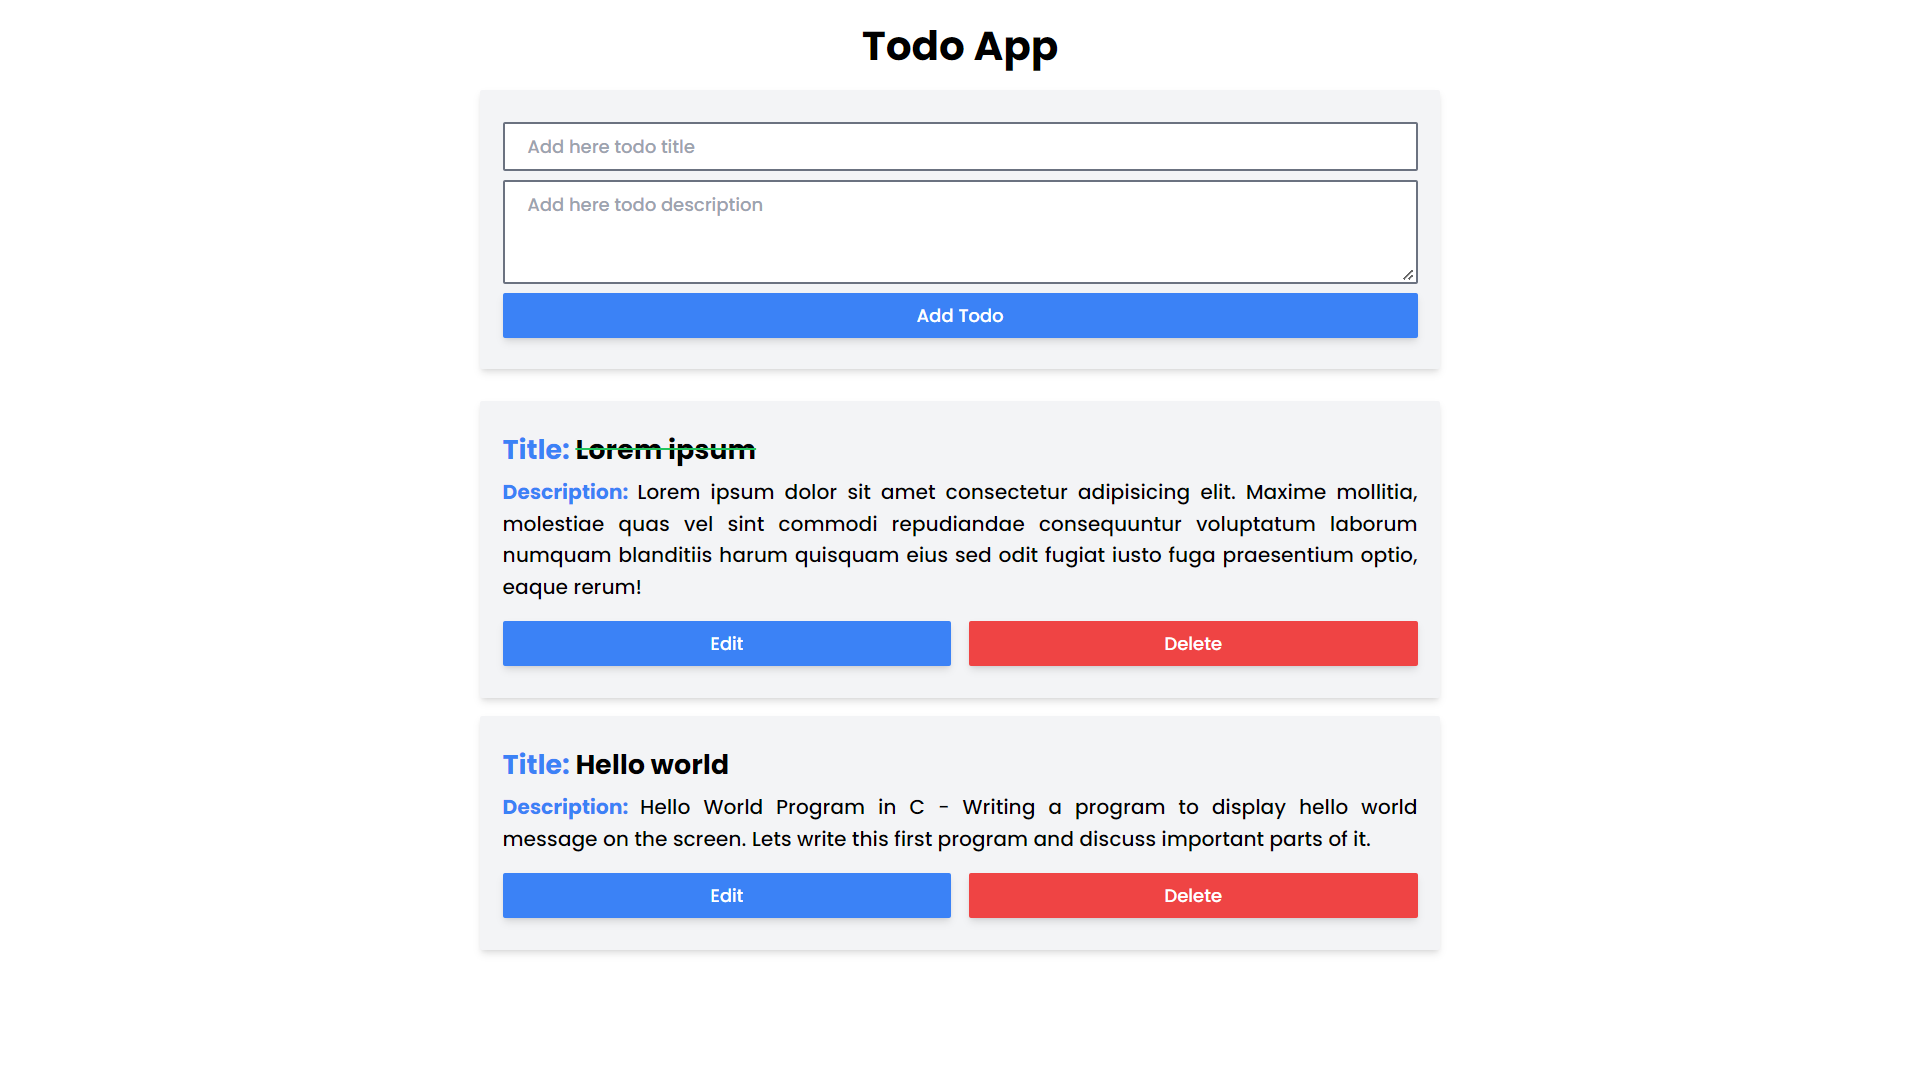 Todo App
Add here todo title
Add here todo description
Add Todo
Title: Lorem ipsum
Description: Lorem ipsum dolor sit amet consectetur adipisicing elit. Maxime mollitia,
molestiae quas vel sint commodi repudiandae consequuntur voluptatum laborum
numquam blanditiis harum quisquam eius sed odit fugiat iusto fuga praesentium optio,
eaque rerum!
Edit Delete
Title: Hello world
Description: Hello World Program in C - Writing a program to display hello world
message on the screen. Lets write this first program and discuss important parts of it.
Edit Delete